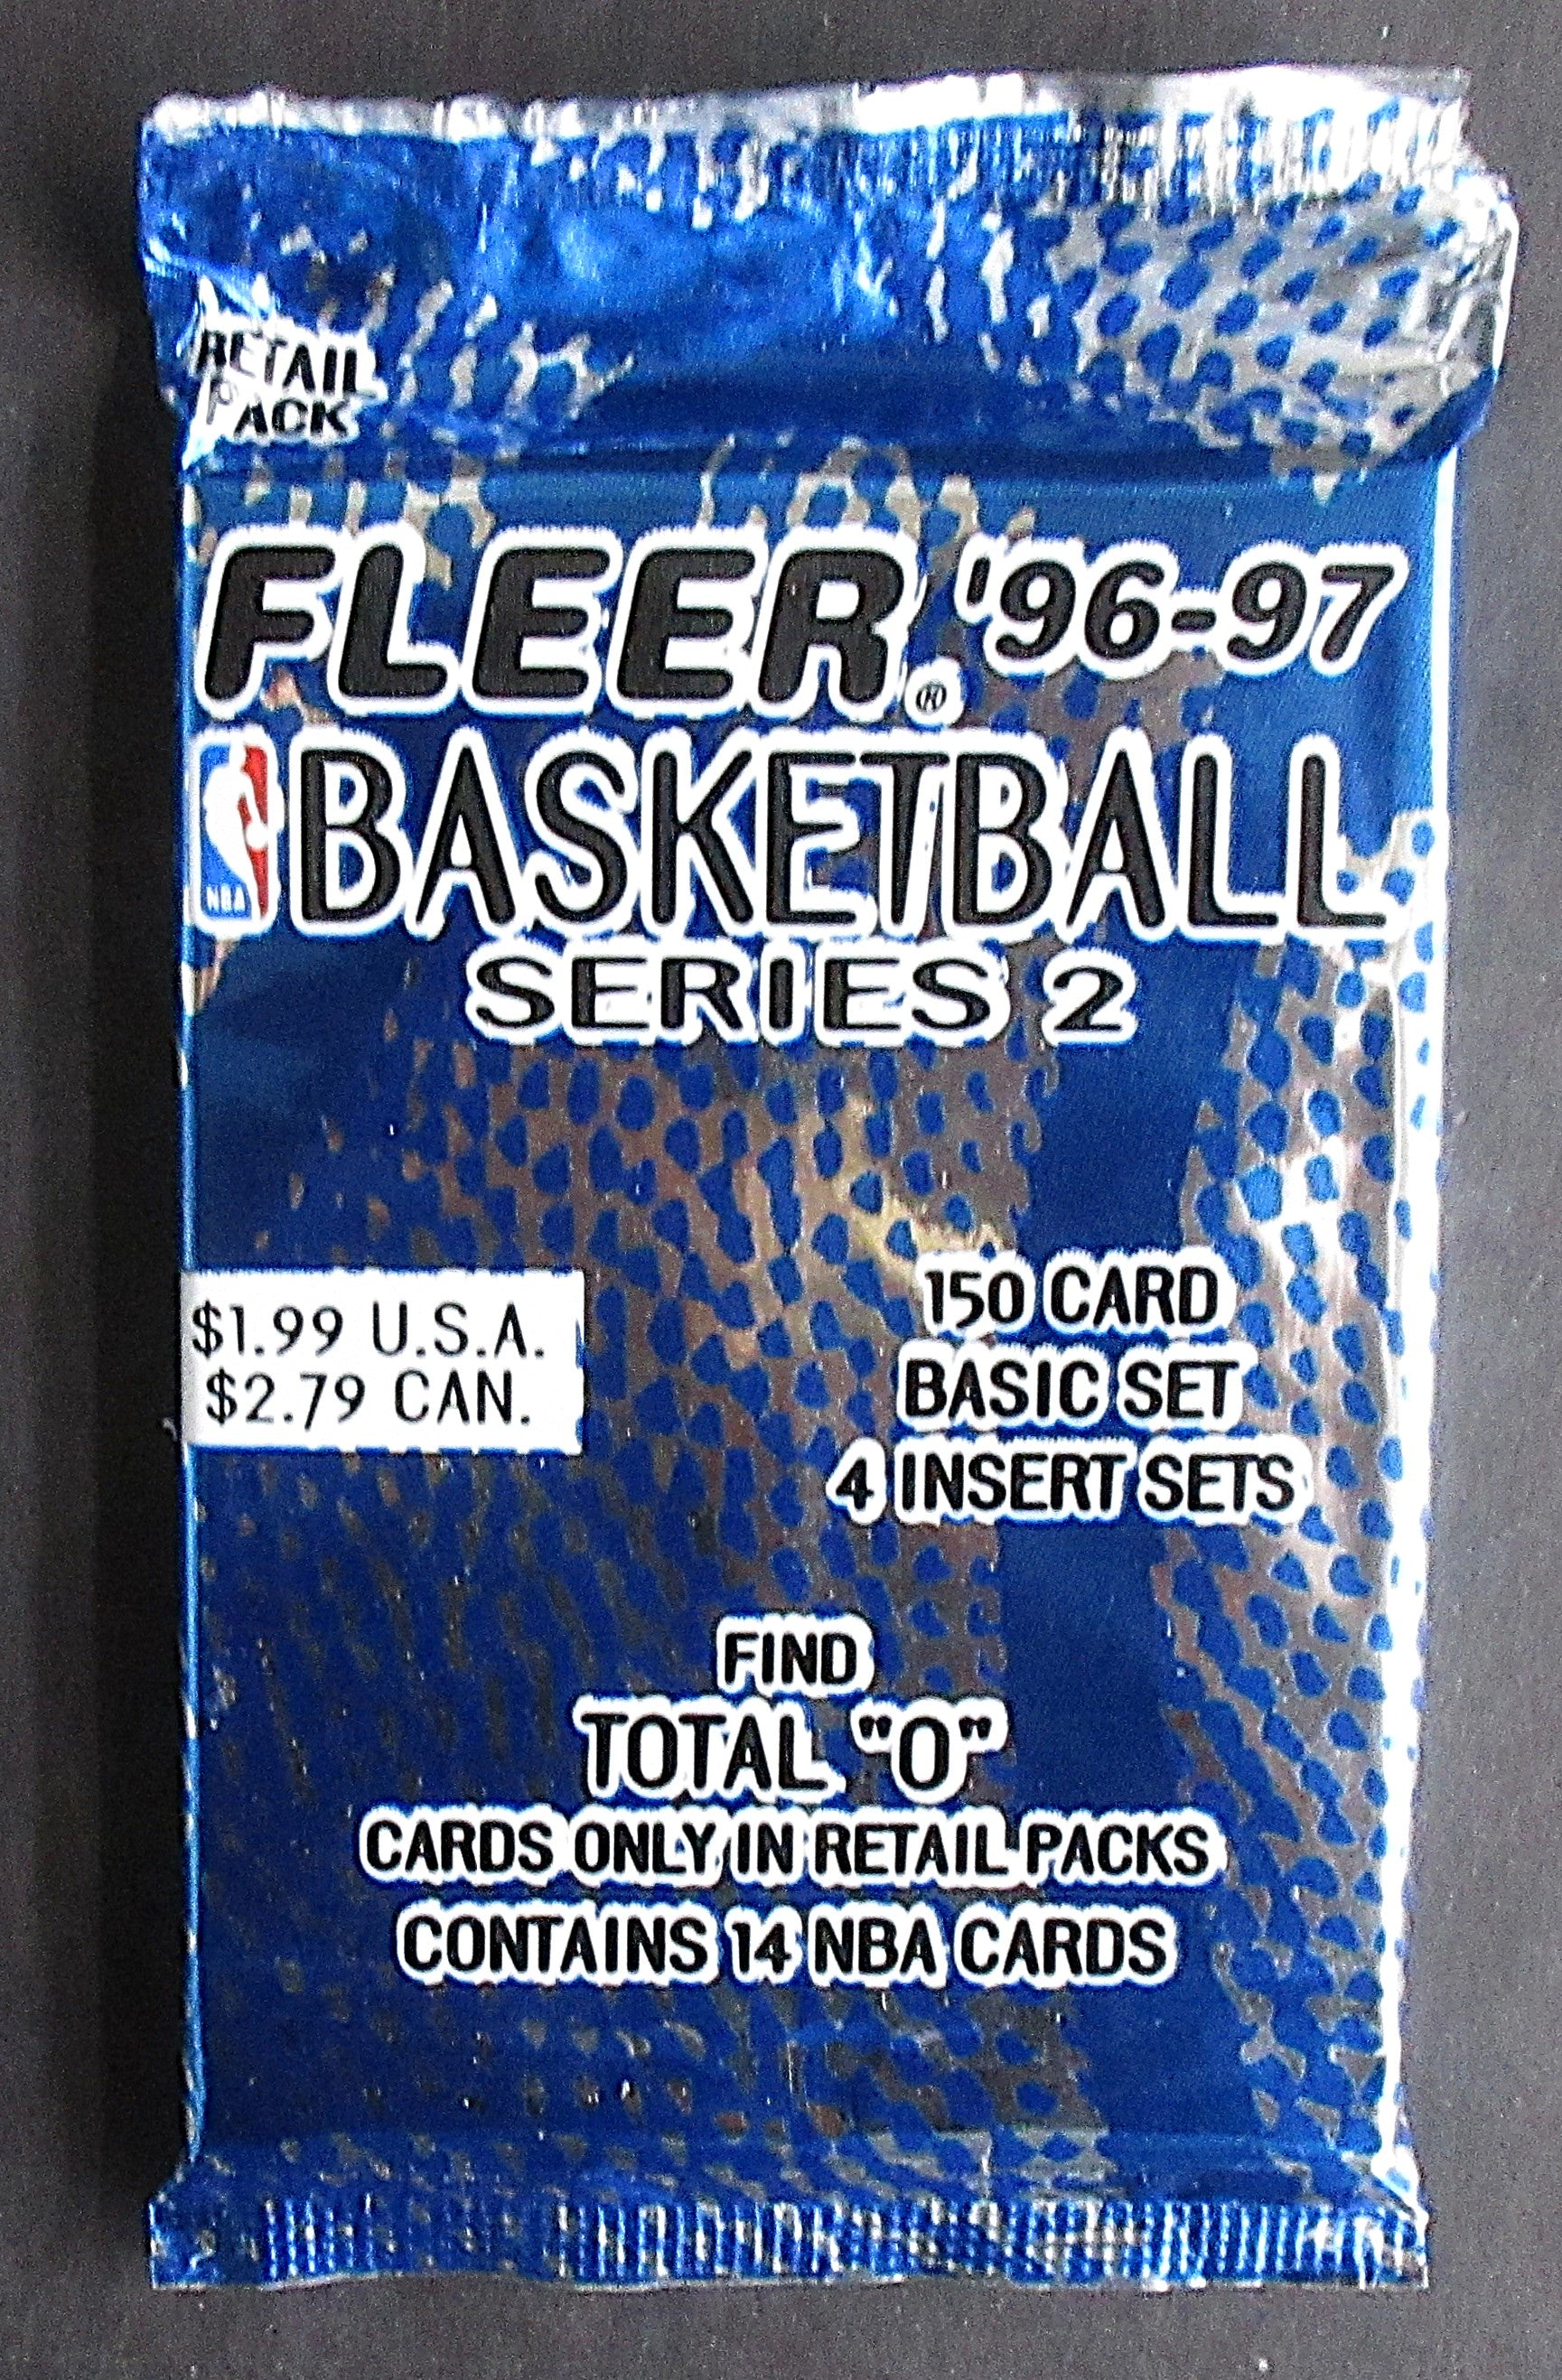 RETAIL
PACK
FLEER® '96-97
NBA
BASKETBALL
SERIES 2
$1.99 U.S.A.
$2.79 CAN.
150 CARD
BASIC SET
4 INSERT SETS
FIND
TOTAL "O"
CARDS ONLY IN RETAIL PACKS
CONTAINS 14 NBA CARDS